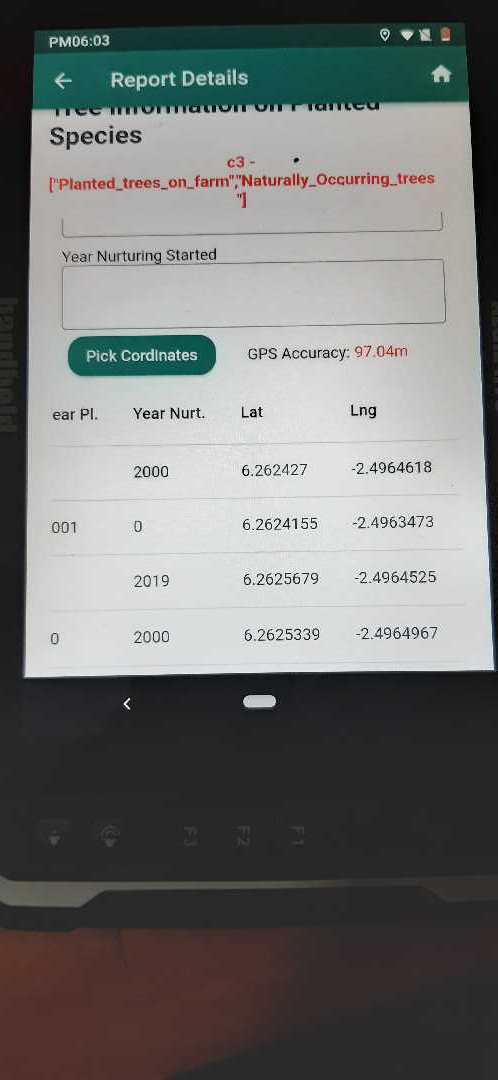 PM06:03
Report Details
Tree Information on Planted
Species
c3 -
["Planted_trees_on_farm","Naturally_Occurring_trees
"]
Year Nurturing Started
Pick Cordinates
GPS Accuracy: 97.04m
ear Pl. Year Nurt. Lat Lng
2000 6.262427 -2.4964618
001 0 6.2624155 -2.4963473
2019 6.2625679 -2.4964525
0 2000 6.2625339 -2.4964967
handheld
F3 F2 F1